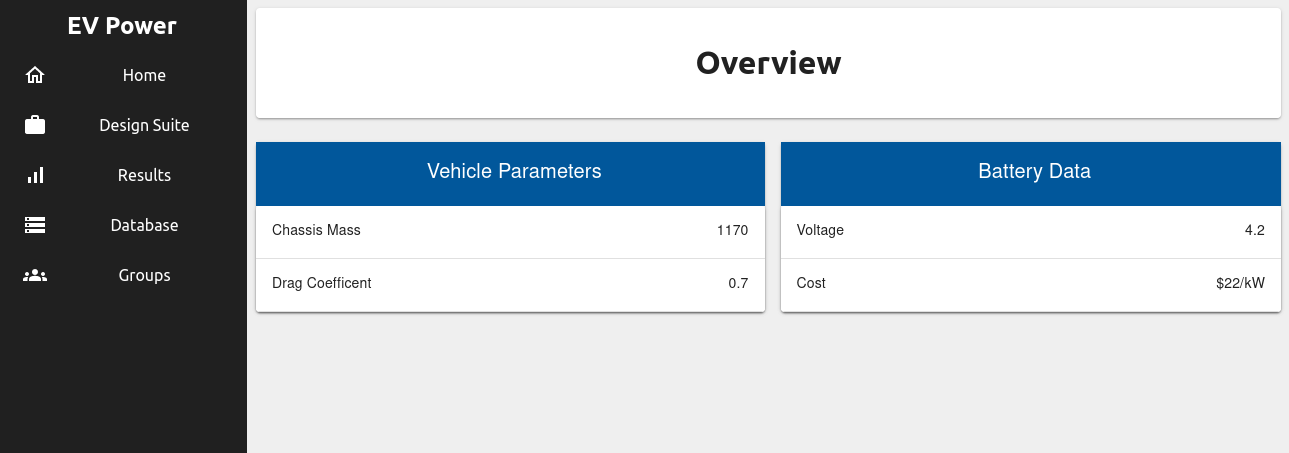 EV Power
Home
Design Suite
Results
Database
Groups
Overview
Vehicle Parameters
Chassis Mass 1170
Drag Coefficent 0.7
Battery Data
Voltage 4.2
Cost $22/kW